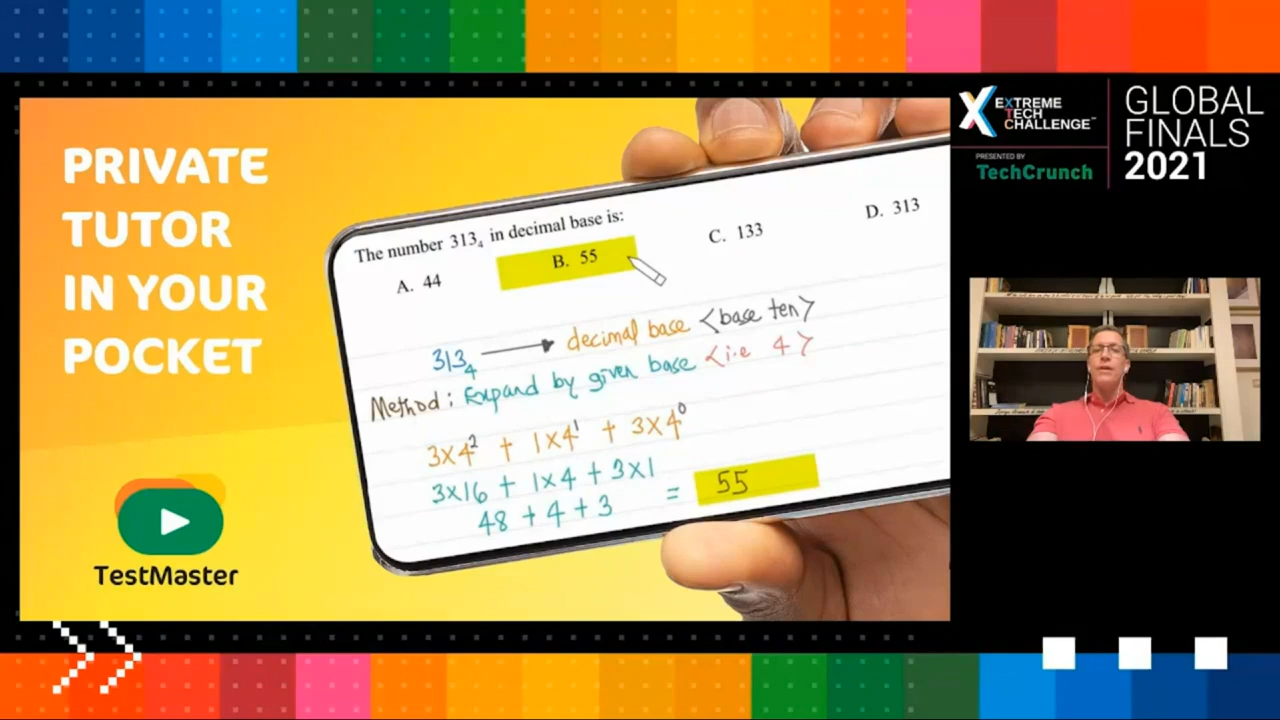 PRIVATE
TUTOR
IN YOUR
POCKET
TestMaster
The number 313₄ in decimal base is:
A. 44
B. 55
C. 133
D. 313
313₄ → decimal base <base ten>
Method: Expand by given base <i.e 4>
3×4² + 1×4¹ + 3×4⁰
3×16 + 1×4 + 3×1
48 + 4 + 3 = 55
EXTREME
TECH
CHALLENGE™
PRESENTED BY
TechCrunch
GLOBAL
FINALS
2021